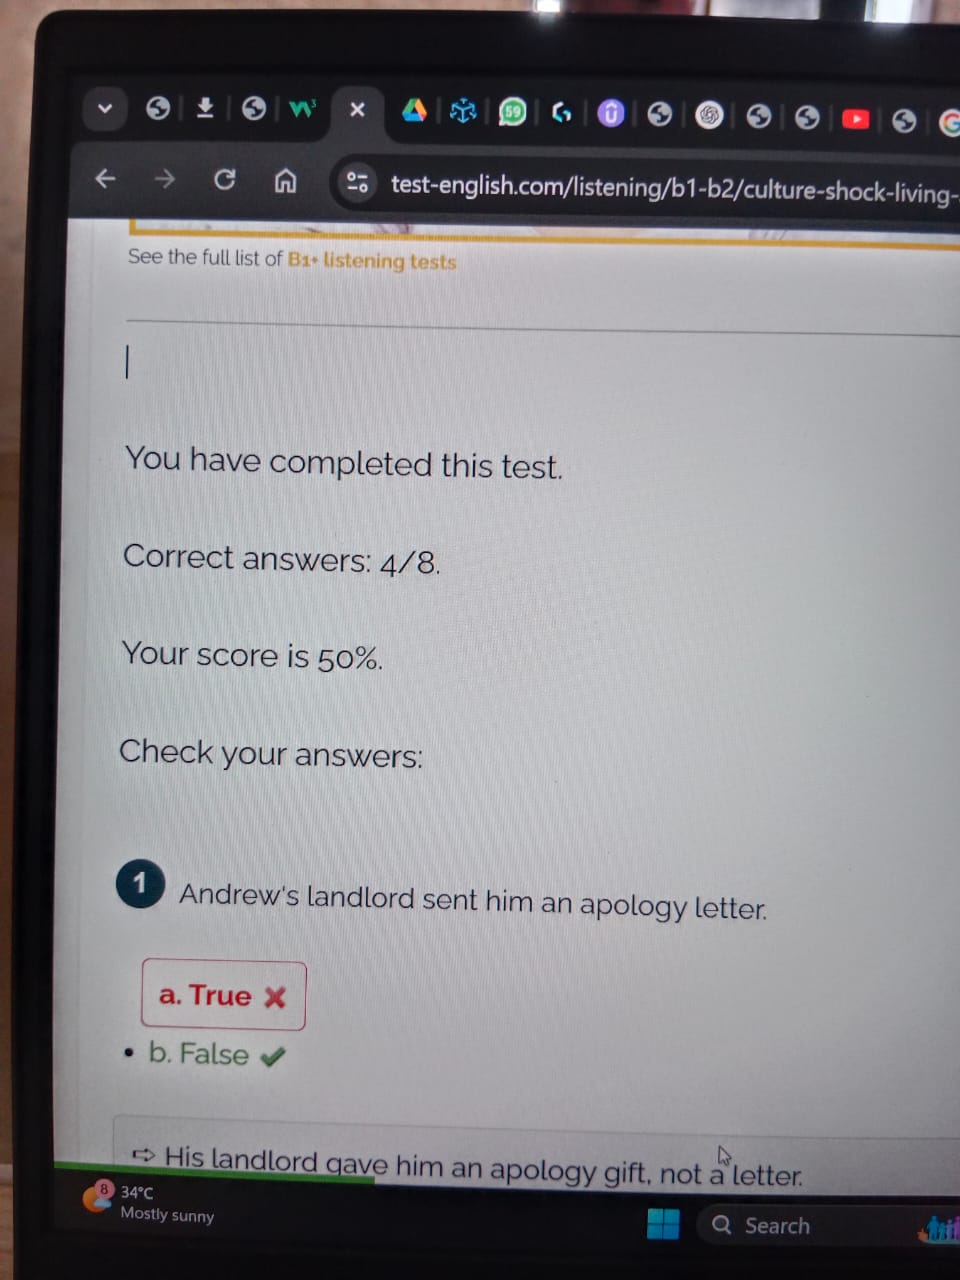 59
test-english.com/listening/b1-b2/culture-shock-living-
See the full list of B1+ listening tests
You have completed this test.
Correct answers: 4/8.
Your score is 50%.
Check your answers:
1 Andrew's landlord sent him an apology letter.
a. True
b. False
⇨ His landlord gave him an apology gift, not a letter.
8 34°C
Mostly sunny
Search